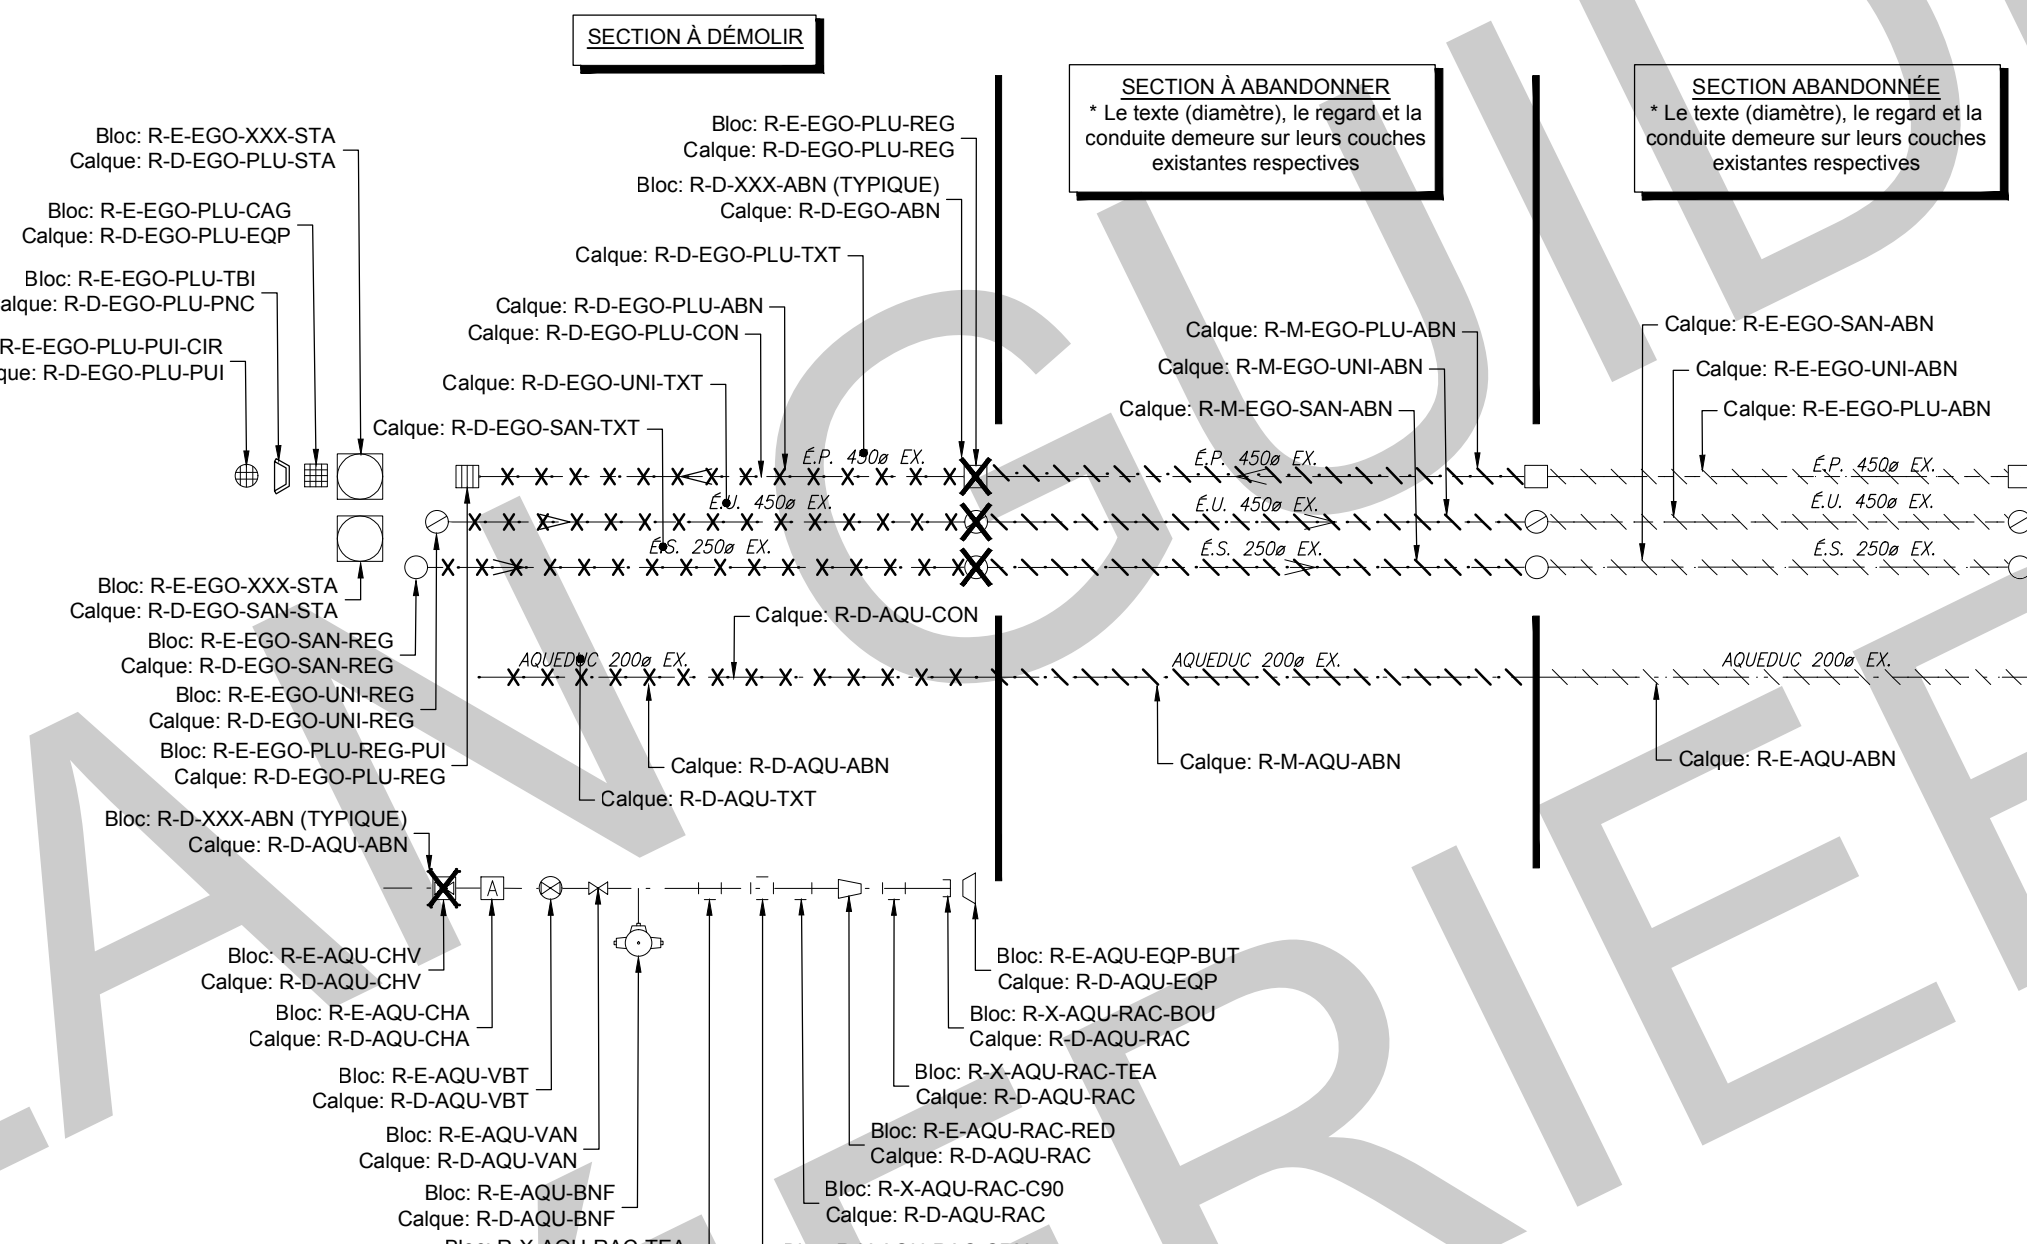 SECTION À DÉMOLIR
SECTION À ABANDONNER
* Le texte (diamètre), le regard et la
conduite demeure sur leurs couches
existantes respectives
SECTION ABANDONNÉE
* Le texte (diamètre), le regard et la
conduite demeure sur leurs couches
existantes respectives
Bloc: R-E-EGO-XXX-STA
Calque: R-D-EGO-PLU-STA
Bloc: R-E-EGO-PLU-CAG
Calque: R-D-EGO-PLU-EQP
Bloc: R-E-EGO-PLU-TBI
alque: R-D-EGO-PLU-PNC
R-E-EGO-PLU-PUI-CIR
que: R-D-EGO-PLU-PUI
Bloc: R-E-EGO-PLU-REG
Calque: R-D-EGO-PLU-REG
Bloc: R-D-XXX-ABN (TYPIQUE)
Calque: R-D-EGO-ABN
Calque: R-D-EGO-PLU-TXT
Calque: R-D-EGO-PLU-ABN
Calque: R-D-EGO-PLU-CON
Calque: R-D-EGO-UNI-TXT
Calque: R-D-EGO-SAN-TXT
Calque: R-M-EGO-PLU-ABN
Calque: R-M-EGO-UNI-ABN
Calque: R-M-EGO-SAN-ABN
Calque: R-E-EGO-SAN-ABN
Calque: R-E-EGO-UNI-ABN
Calque: R-E-EGO-PLU-ABN
É.P. 450ø EX.
É.P. 450ø EX.
É.P. 450ø EX.
É.U. 450ø EX.
É.U. 450ø EX.
É.U. 450ø EX.
É.S. 250ø EX.
É.S. 250ø EX.
É.S. 250ø EX.
Bloc: R-E-EGO-XXX-STA
Calque: R-D-EGO-SAN-STA
Bloc: R-E-EGO-SAN-REG
Calque: R-D-EGO-SAN-REG
Bloc: R-E-EGO-UNI-REG
Calque: R-D-EGO-UNI-REG
Bloc: R-E-EGO-PLU-REG-PUI
Calque: R-D-EGO-PLU-REG
Calque: R-D-AQU-CON
AQUEDUC 200ø EX.
AQUEDUC 200ø EX.
AQUEDUC 200ø EX.
Calque: R-D-AQU-ABN
Calque: R-D-AQU-TXT
Calque: R-M-AQU-ABN
Calque: R-E-AQU-ABN
Bloc: R-D-XXX-ABN (TYPIQUE)
Calque: R-D-AQU-ABN
A
Bloc: R-E-AQU-CHV
Calque: R-D-AQU-CHV
Bloc: R-E-AQU-CHA
Calque: R-D-AQU-CHA
Bloc: R-E-AQU-VBT
Calque: R-D-AQU-VBT
Bloc: R-E-AQU-VAN
Calque: R-D-AQU-VAN
Bloc: R-E-AQU-BNF
Calque: R-D-AQU-BNF
Bloc: R-X-AQU-RAC-TEA
Bloc: R-E-AQU-EQP-BUT
Calque: R-D-AQU-EQP
Bloc: R-X-AQU-RAC-BOU
Calque: R-D-AQU-RAC
Bloc: R-X-AQU-RAC-TEA
Calque: R-D-AQU-RAC
Bloc: R-E-AQU-RAC-RED
Calque: R-D-AQU-RAC
Bloc: R-X-AQU-RAC-C90
Calque: R-D-AQU-RAC